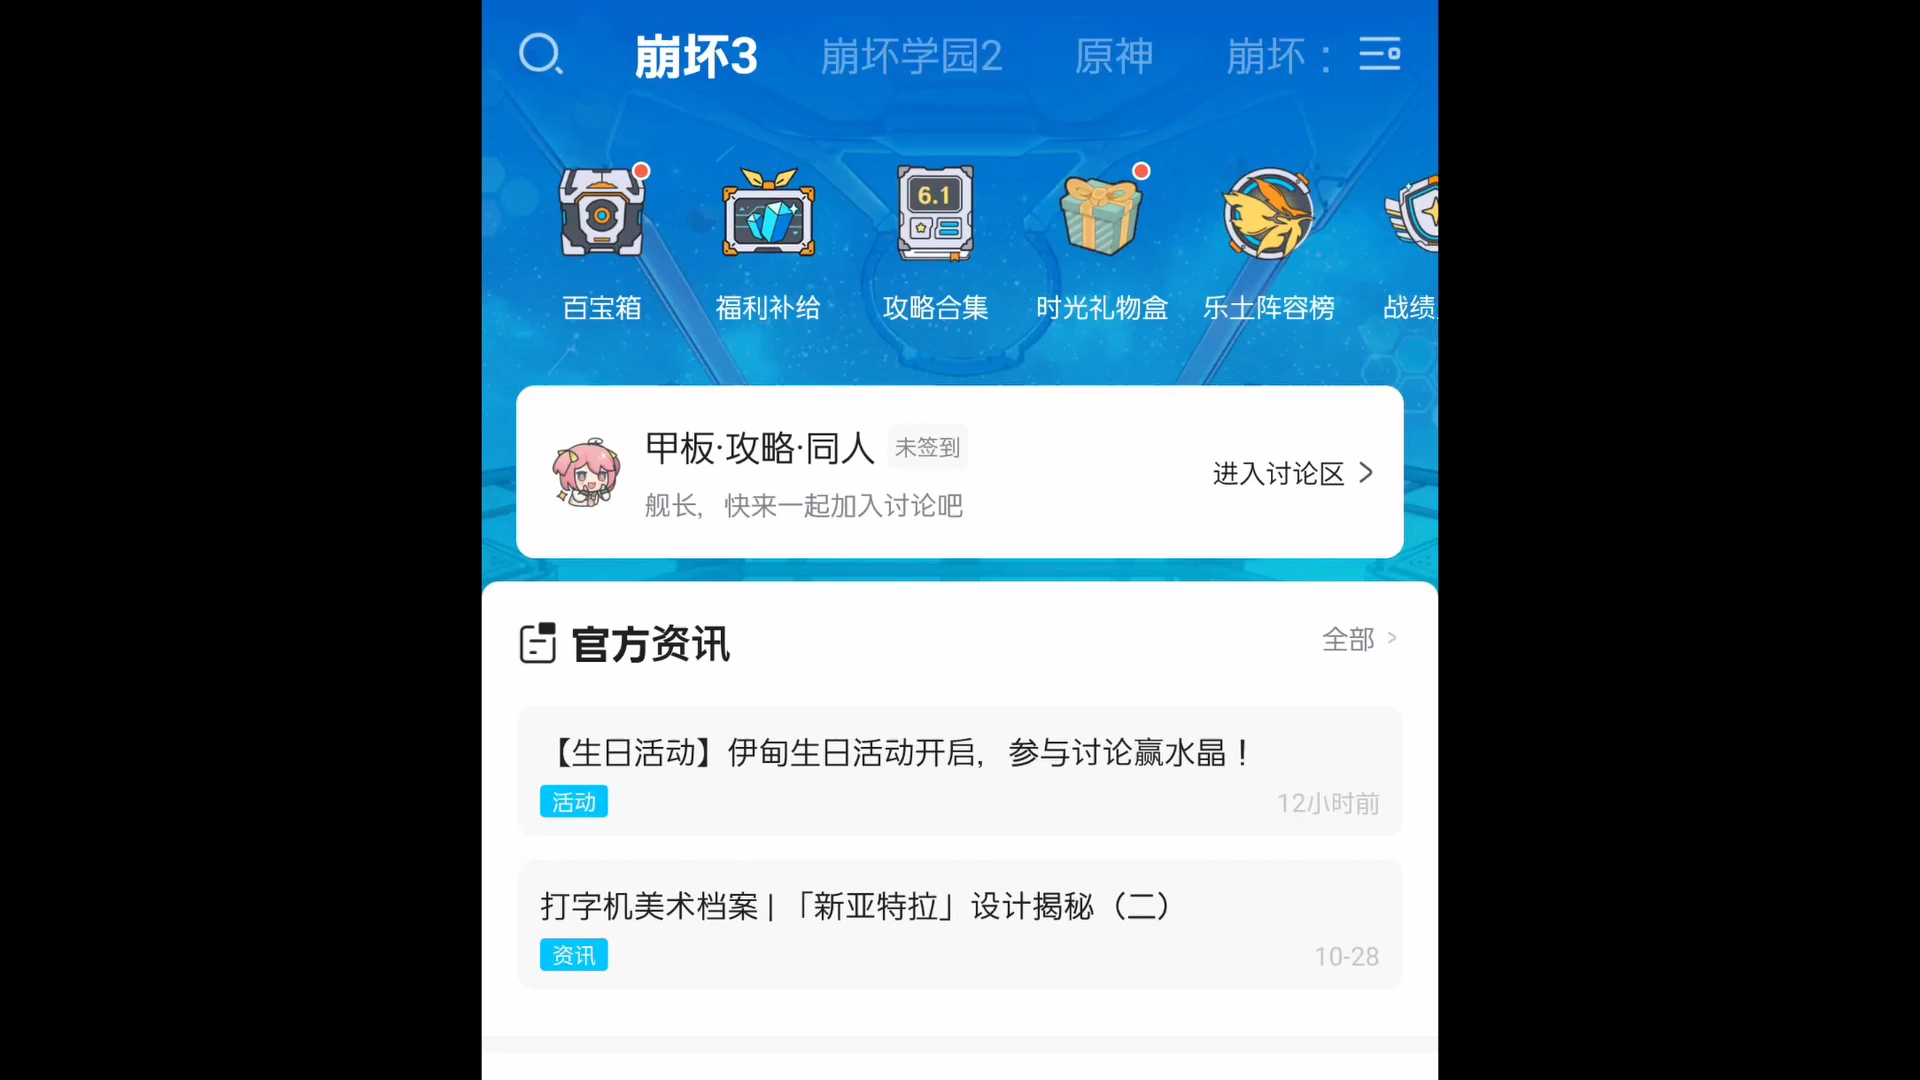 崩坏3 崩坏学园2 原神 崩坏：
6.1
百宝箱 福利补给 攻略合集 时光礼物盒 乐土阵容榜 战绩
甲板·攻略·同人 未签到
舰长，快来一起加入讨论吧
进入讨论区
官方资讯 全部
【生日活动】伊甸生日活动开启，参与讨论赢水晶！
活动 12小时前
打字机美术档案 | 「新亚特拉」设计揭秘（二）
资讯 10-28